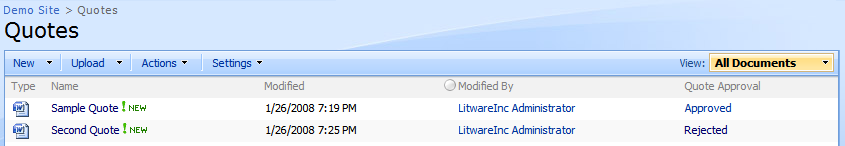 Demo Site > Quotes
Quotes
New Upload Actions Settings View: All Documents
Type Name Modified Modified By Quote Approval
Sample Quote ! NEW 1/26/2008 7:19 PM LitwareInc Administrator Approved
Second Quote ! NEW 1/26/2008 7:25 PM LitwareInc Administrator Rejected